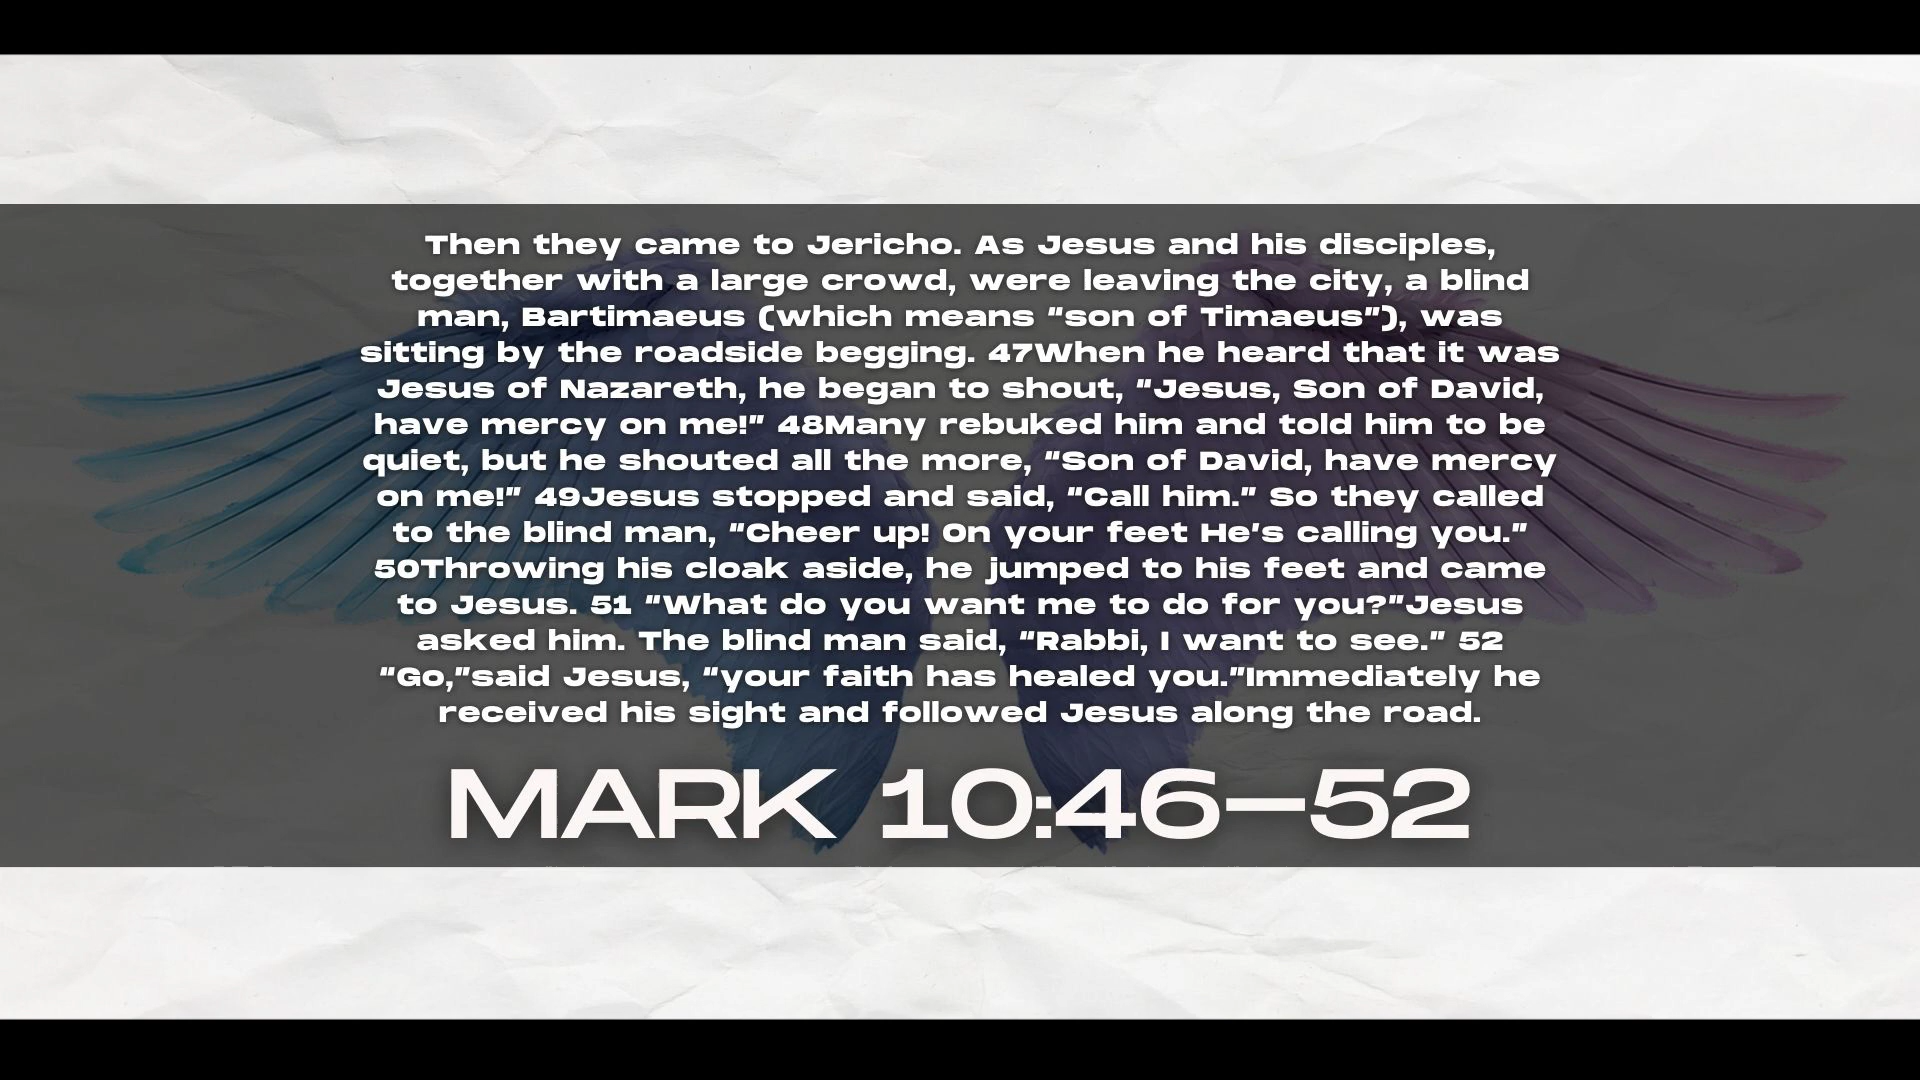 Then they came to Jericho. As Jesus and his disciples,
together with a large crowd, were leaving the city, a blind
man, Bartimaeus (which means “son of Timaeus”), was
sitting by the roadside begging. 47When he heard that it was
Jesus of Nazareth, he began to shout, “Jesus, Son of David,
have mercy on me!” 48Many rebuked him and told him to be
quiet, but he shouted all the more, “Son of David, have mercy
on me!” 49Jesus stopped and said, “Call him.” So they called
to the blind man, “Cheer up! On your feet He’s calling you.”
50Throwing his cloak aside, he jumped to his feet and came
to Jesus. 51 “What do you want me to do for you?”Jesus
asked him. The blind man said, “Rabbi, I want to see.” 52
“Go,”said Jesus, “your faith has healed you.”Immediately he
received his sight and followed Jesus along the road.
MARK 10:46–52